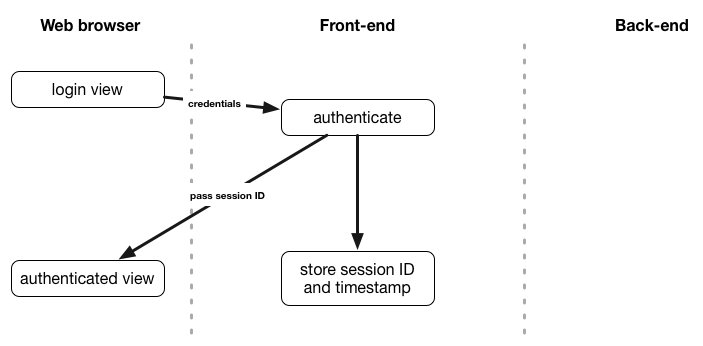 Web browser
Front-end
Back-end
login view
credentials
authenticate
pass session ID
authenticated view
store session ID
and timestamp